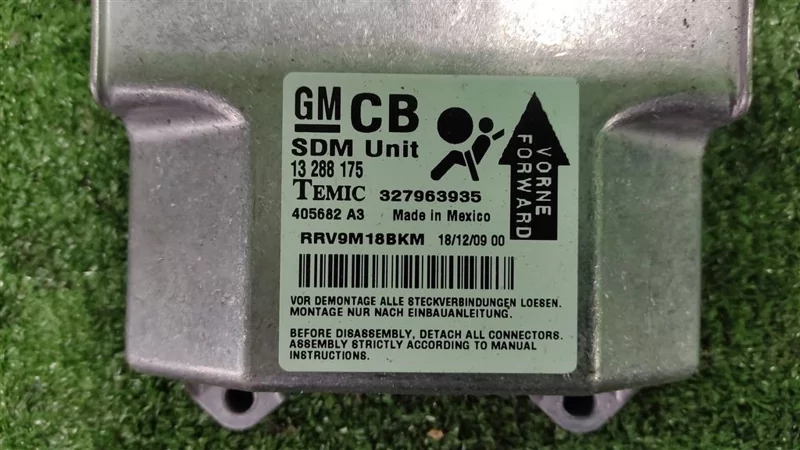 GM CB
SDM Unit
13 288 175
TEMIC 327963935
405682 A3 Made in Mexico
RRV9M18BKM 18/12/09 00
VOR DEMONTAGE ALLE STECKVERBINDUNGEN LOESEN.
MONTAGE NUR NACH EINBAUANLEITUNG.
BEFORE DISASSEMBLY, DETACH ALL CONNECTORS.
ASSEMBLY STRICTLY ACCORDING TO MANUAL
INSTRUCTIONS.
VORNE
FORWARD